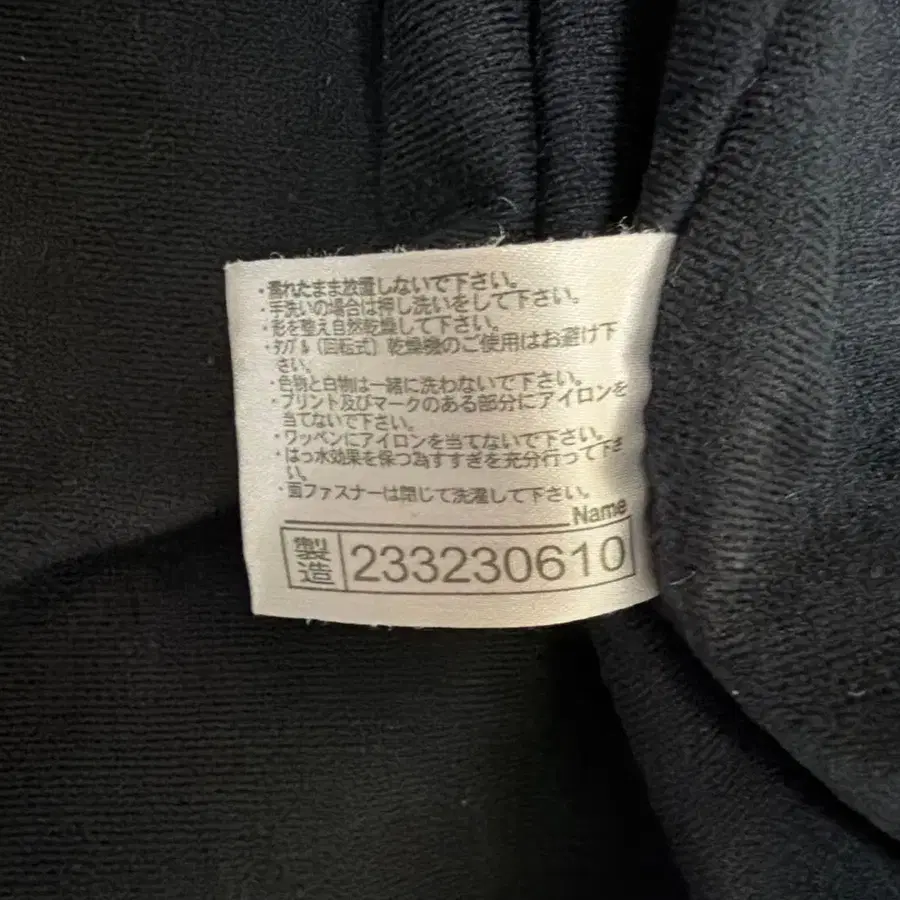 ・濡れたまま放置しないで下さい。
・手洗いの場合は押し洗いをして下さい。
・形を整え自然乾燥して下さい。
・タンブル（回転式）乾燥機のご使用はお避け下
さい。
・色物と白物は一緒に洗わないで下さい。
・プリント及びマークのある部分にアイロンを
当てないで下さい。
・ワッペンにアイロンを当てないで下さい。
・はっ水効果を保つ為すすぎを充分行って下さ
い。
・面ファスナーは閉じて洗濯して下さい。
Name
製造 233230610